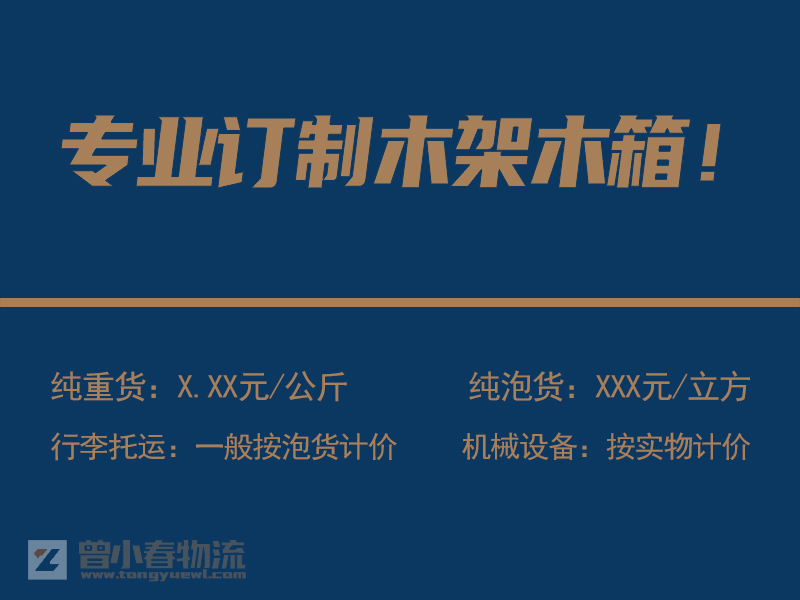 专业订制木架木箱！
纯重货：X.XX元/公斤
纯泡货：XXX元/立方
行李托运：一般按泡货计价
机械设备：按实物计价
曾小春物流
www.tongyuewl.com